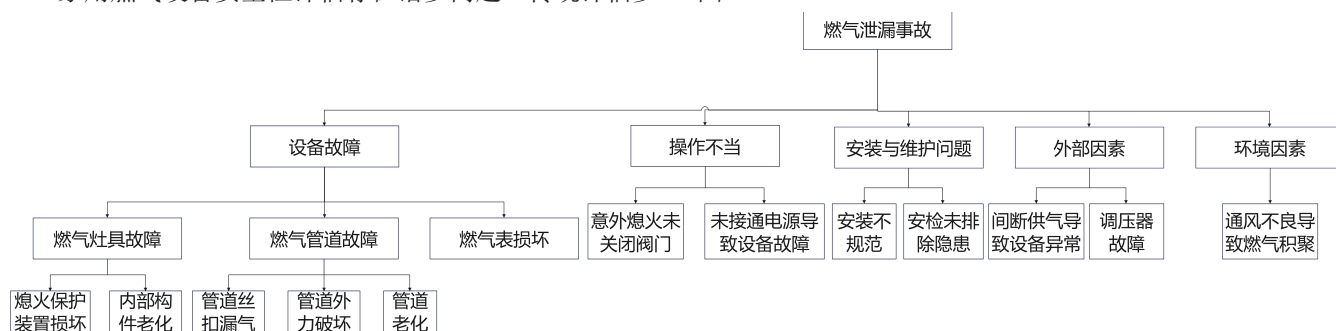 燃气泄漏事故
设备故障
操作不当
安装与维护问题
外部因素
环境因素
燃气灶具故障
燃气管道故障
燃气表损坏
意外熄火未
关闭阀门
未接通电源导
致设备故障
安装不
规范
安检未排
除隐患
间断供气导
致设备异常
调压器
故障
通风不良导
致燃气积聚
熄火保护
装置损坏
内部构
件老化
管道丝
扣漏气
管道外
力破坏
管道
老化